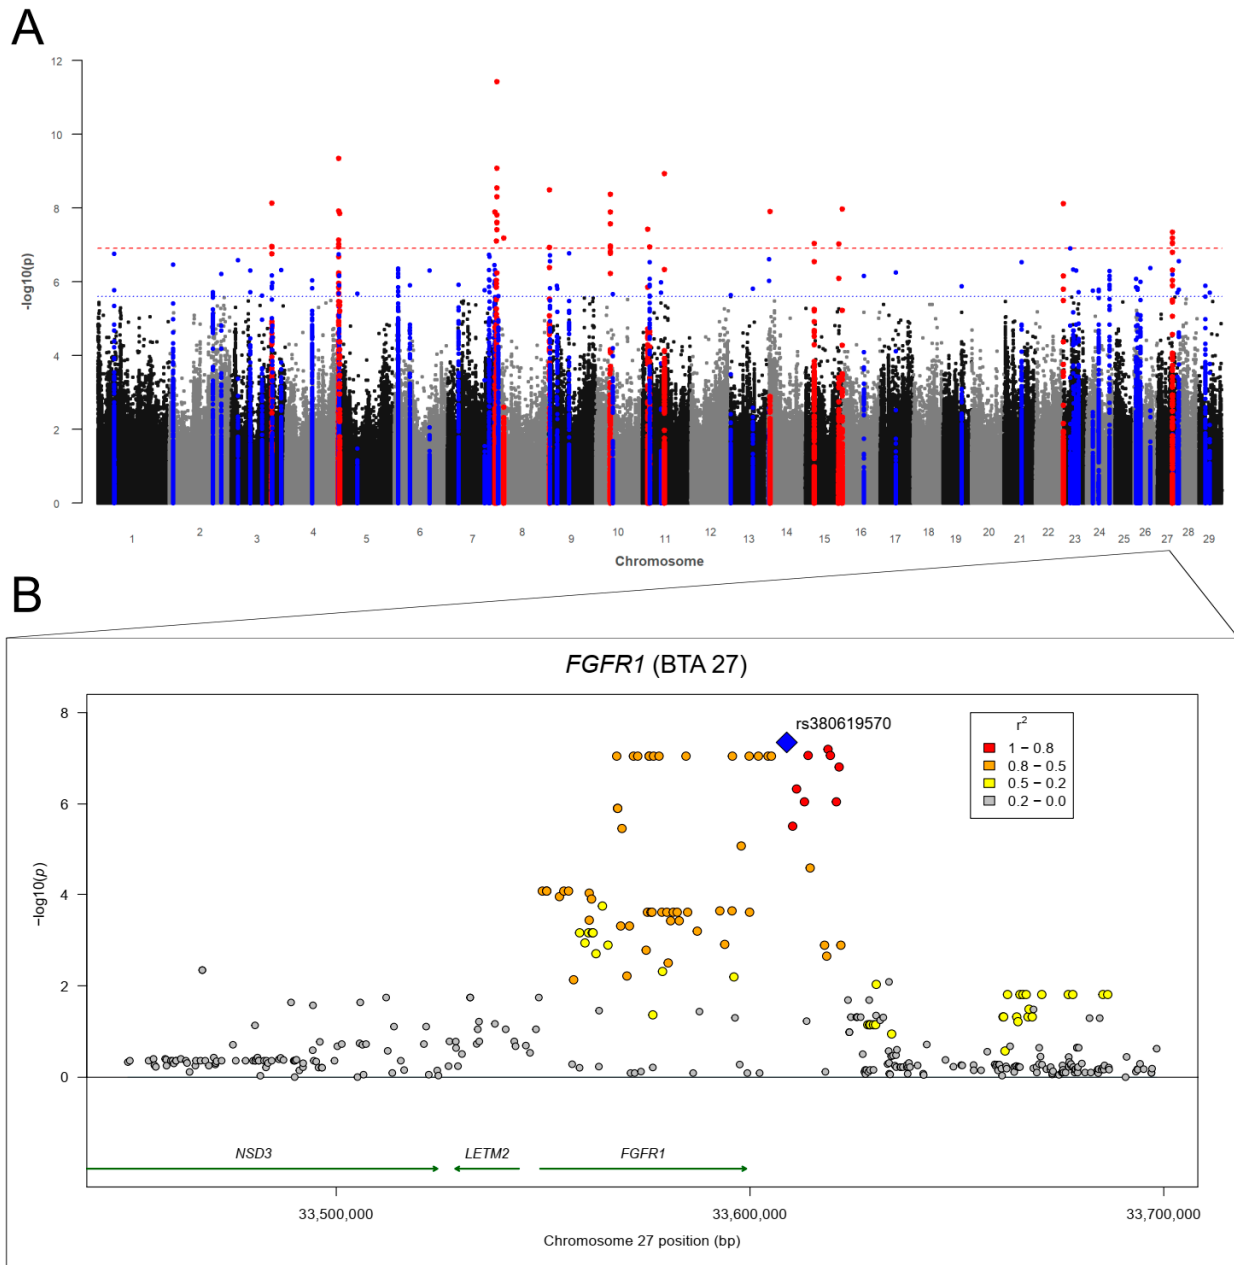 A
12
10
8
6
4
2
0
-log10(p)
1 2 3 4 5 6 7 8 9 10 11 12 13 14 15 16 17 18 19 20 21 22 23 24 25 26 27 28 29
Chromosome
B
FGFR1 (BTA 27)
rs380619570
r²
1 – 0.8
0.8 – 0.5
0.5 – 0.2
0.2 – 0.0
8
6
4
2
0
−log10(p)
NSD3 LETM2 FGFR1
33,500,000 33,600,000 33,700,000
Chromosome 27 position (bp)